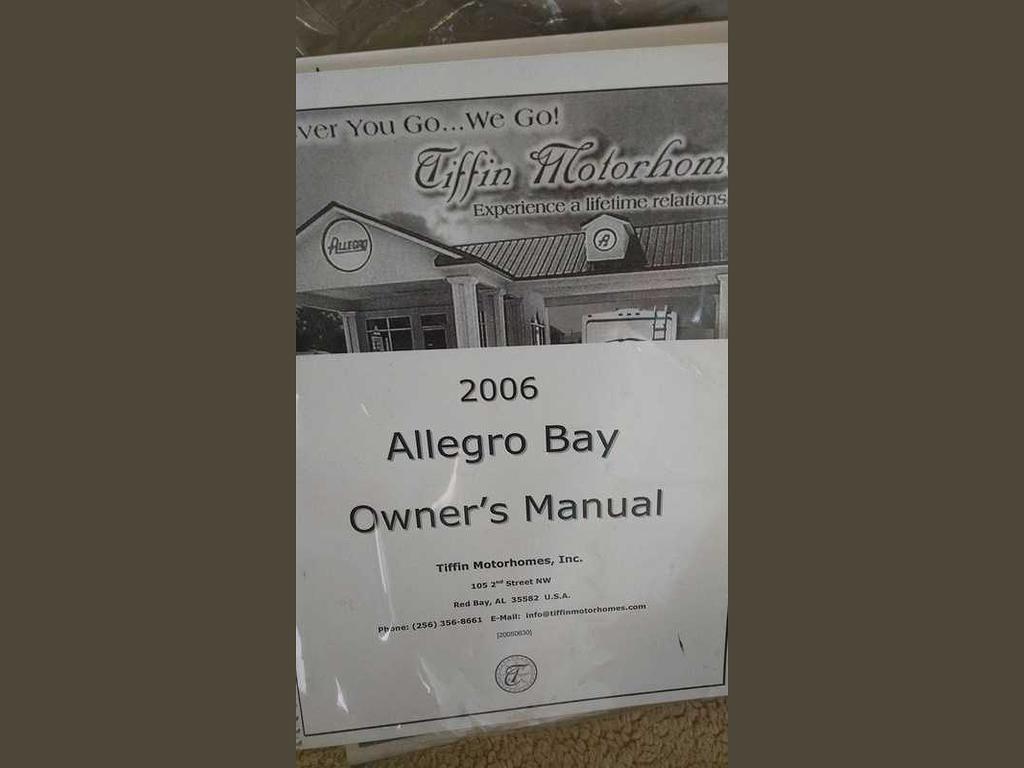 ver You Go...We Go!
Tiffin Motorhom
Experience a lifetime relations
ALLEGRO
A
2006
Allegro Bay
Owner's Manual
Tiffin Motorhomes, Inc.
105 2nd Street NW
Red Bay, AL 35582 U.S.A.
Phone: (256) 356-8661 E-Mail: info@tiffinmotorhomes.com
[20050630]
T